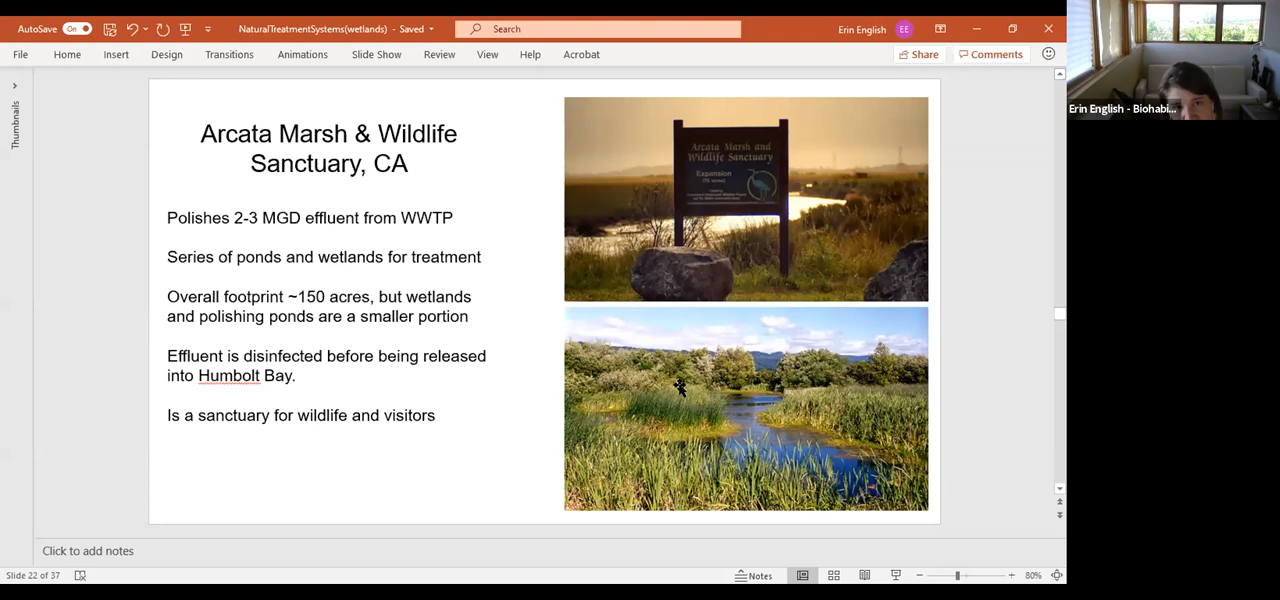 AutoSave On NaturalTreatmentSystems(wetlands) - Saved Search Erin English EE
File Home Insert Draw Design Transitions Animations Slide Show Review View Help Acrobat Share Comments
Thumbnails
Arcata Marsh & Wildlife
Sanctuary, CA
Polishes 2-3 MGD effluent from WWTP
Series of ponds and wetlands for treatment
Overall footprint ~150 acres, but wetlands
and polishing ponds are a smaller portion
Effluent is disinfected before being released
into Humbolt Bay.
Is a sanctuary for wildlife and visitors
Arcata Marsh and
Wildlife Sanctuary
Expansion
Erin English - Biohabi...
Click to add notes
Slide 22 of 37 Notes 80%